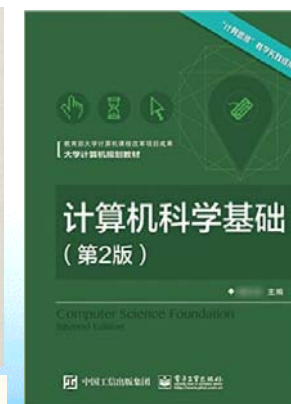 "计算思维"教学实践成果
教育部大学计算机课程改革项目成果
大学计算机规划教材
计算机科学基础
（第2版）
主编
Computer Science Foundation
Second Edition
中国工信出版集团 电子工业出版社